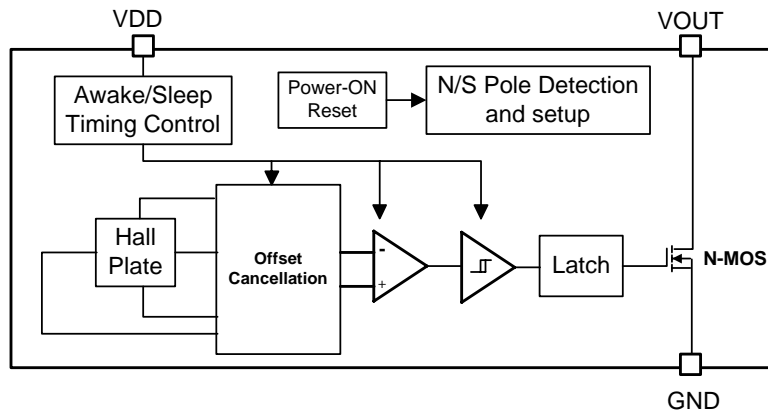 VDD
VOUT
Awake/Sleep
Timing Control
Power-ON
Reset
N/S Pole Detection
and setup
Hall
Plate
Offset
Cancellation
-
+
Latch
N-MOS
GND